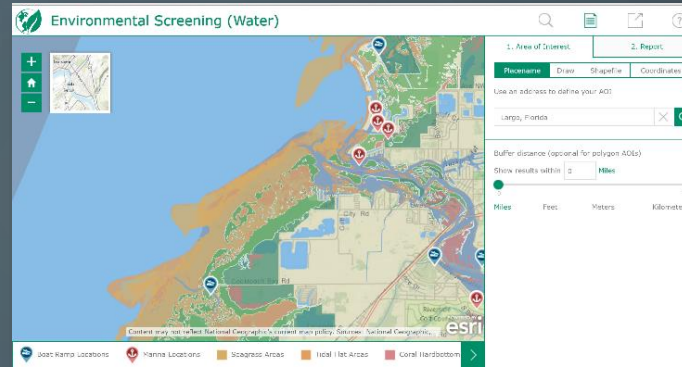 Environmental Screening (Water)
1. Area of Interest
2. Report
Placename Draw Shapefile Coordinates
Use an address to define your AOI
Largo, Florida
Buffer distance (optional for polygon AOIs)
Show results within Miles
Miles Feet Meters Kilomete
City Rd
Rd
Content may not reflect National Geographic's current map policy. Sources: National Geographic,
esri
Boat Ramp Locations Marina Locations Seagrass Areas Tidal Flat Areas Coral Hardbottom